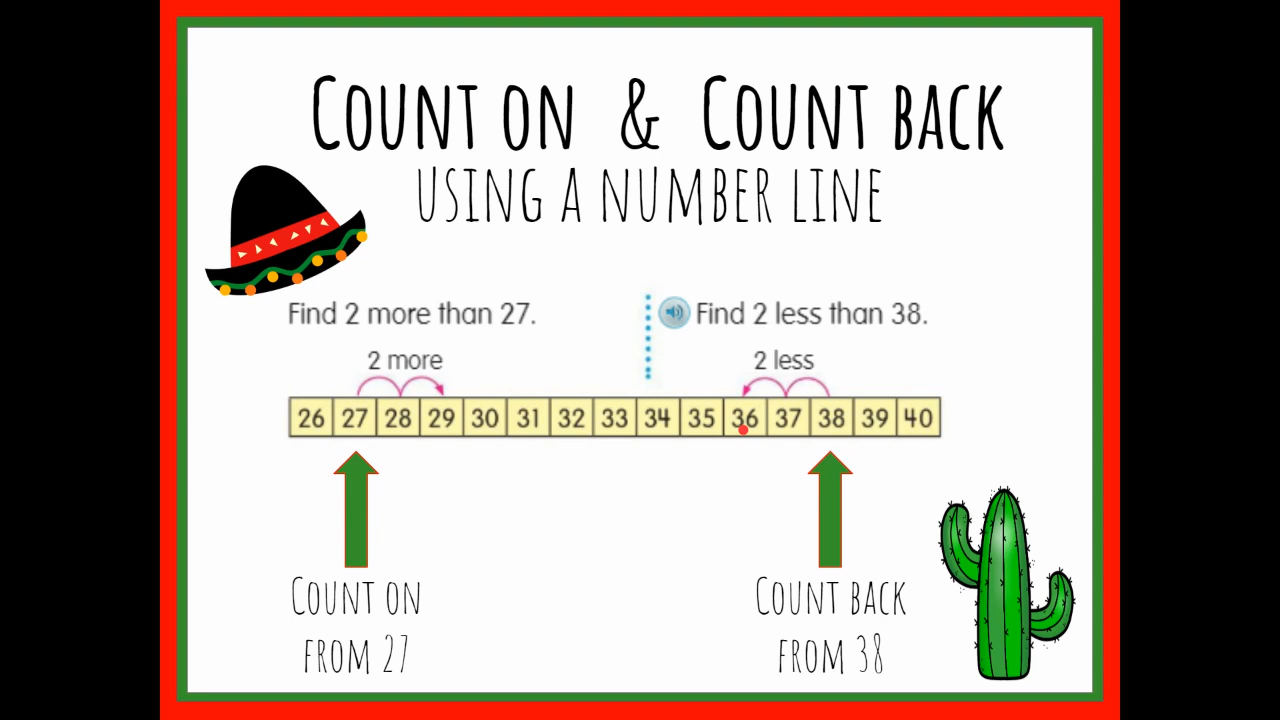 Count on & Count back
using a number line
Find 2 more than 27.
Find 2 less than 38.
2 more
2 less
26 27 28 29 30 31 32 33 34 35 36 37 38 39 40
Count on
from 27
Count back
from 38